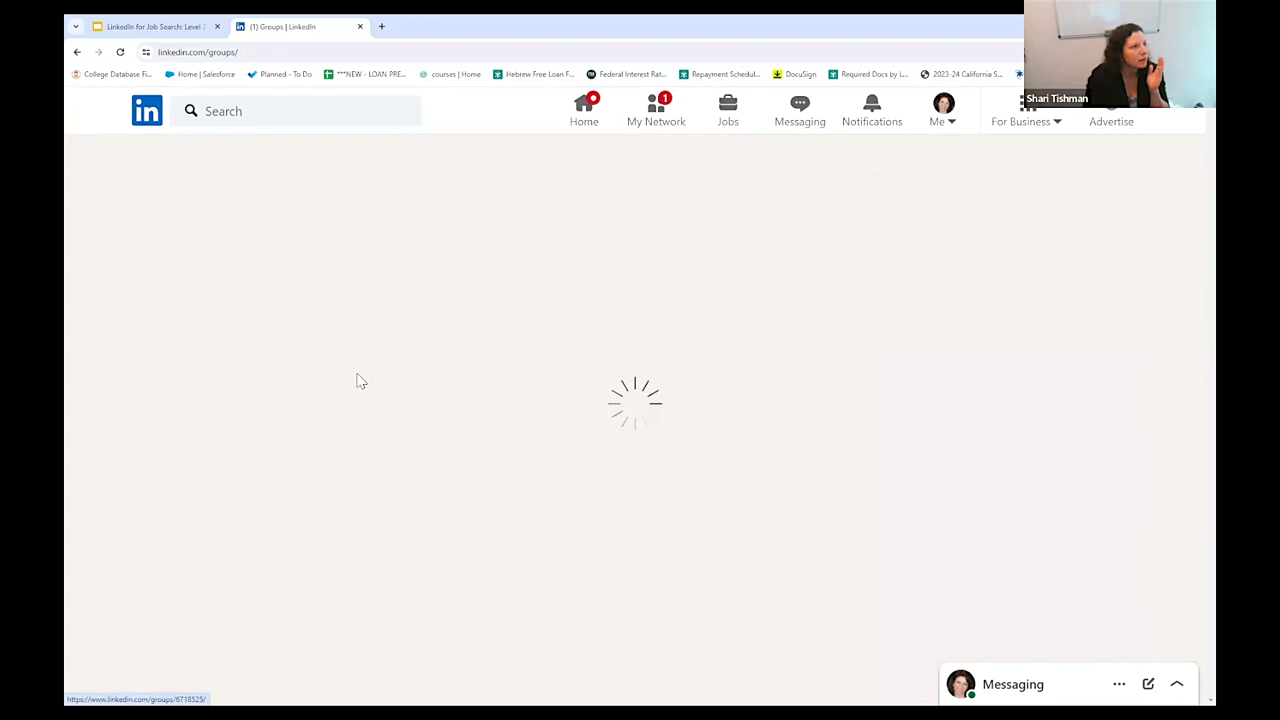 LinkedIn for Job Search: Level 2
(1) Groups | LinkedIn
linkedin.com/groups/
College Database Fi...
Home | Salesforce
Planned - To Do
***NEW - LOAN PRE...
courses | Home
Hebrew Free Loan F...
Federal Interest Rat...
Repayment Schedul...
DocuSign
Required Docs by L...
2023-24 California S...
Shari Tishman
in
Search
1
Home
My Network
Jobs
Messaging
Notifications
Me
For Business
Advertise
Messaging
https://www.linkedin.com/groups/6718525/